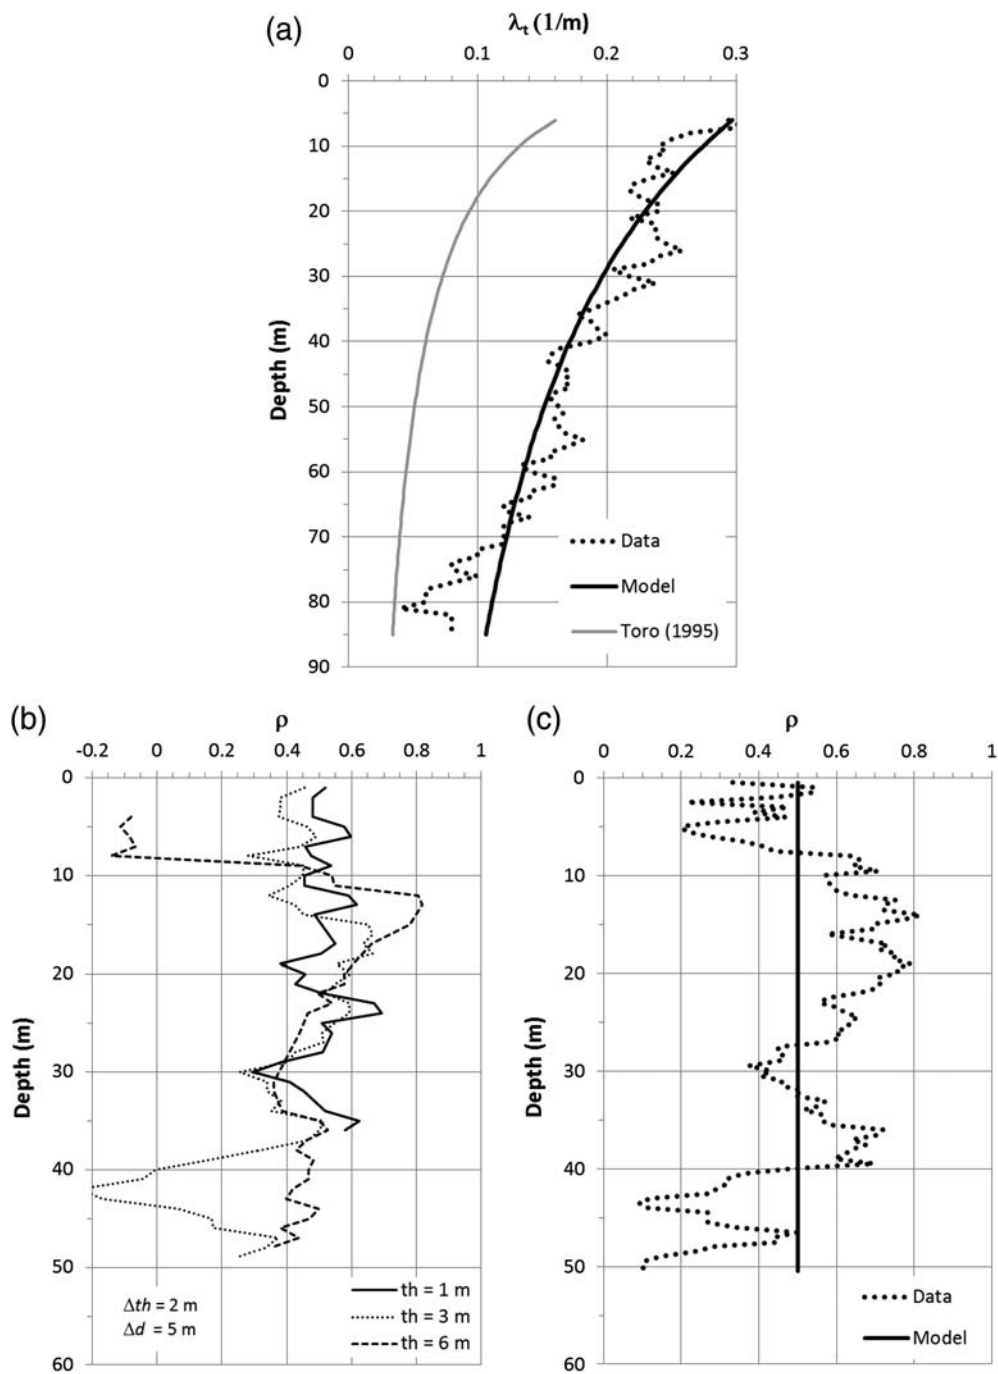 (a)
λt (1/m)
0 0.1 0.2 0.3
0
10
20
30
40
50
60
70
80
90
Depth (m)
Data
Model
Toro (1995)
(b)
ρ
-0.2 0 0.2 0.4 0.6 0.8 1
0
10
20
30
40
50
60
Depth (m)
Δth = 2 m
Δd = 5 m
th = 1 m
th = 3 m
th = 6 m
(c)
ρ
0 0.2 0.4 0.6 0.8 1
0
10
20
30
40
50
60
Depth (m)
Data
Model